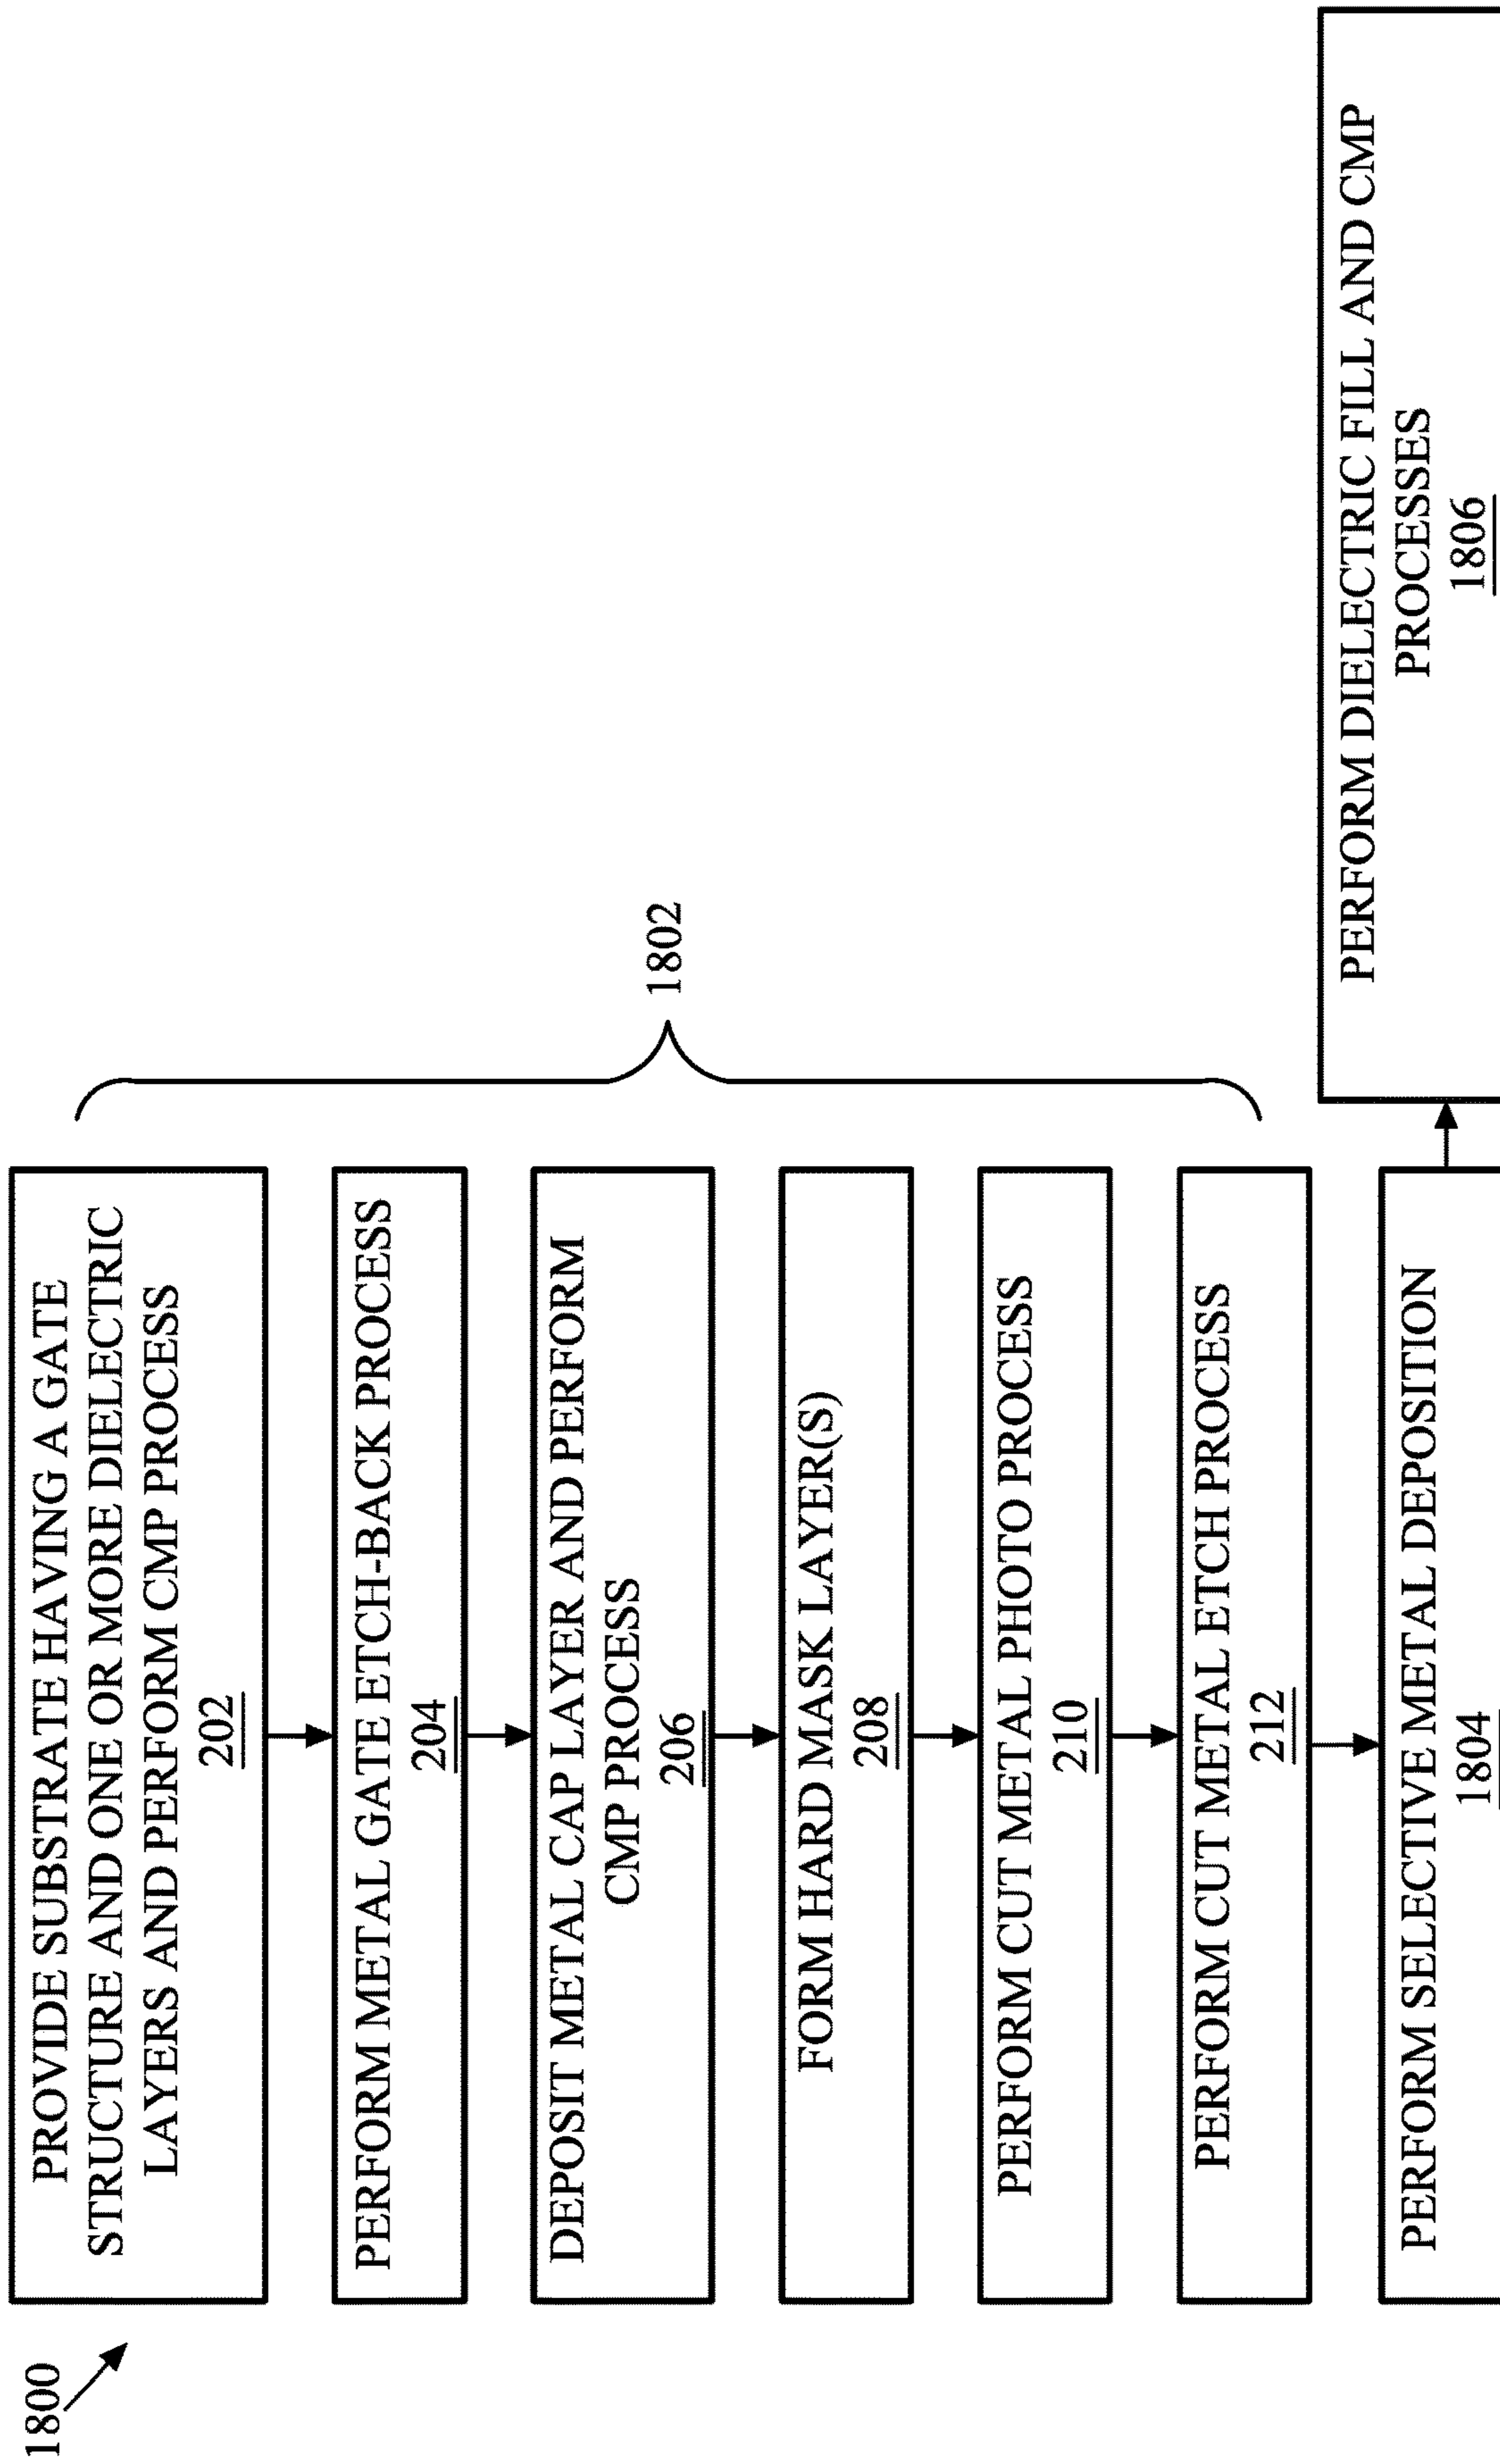 1800
PROVIDE SUBSTRATE HAVING A GATE
STRUCTURE AND ONE OR MORE DIELECTRIC
LAYERS AND PERFORM CMP PROCESS
202
PERFORM METAL GATE ETCH-BACK PROCESS
204
DEPOSIT METAL CAP LAYER AND PERFORM
CMP PROCESS
206
FORM HARD MASK LAYER(S)
208
PERFORM CUT METAL PHOTO PROCESS
210
PERFORM CUT METAL ETCH PROCESS
212
1802
PERFORM SELECTIVE METAL DEPOSITION
1804
PERFORM DIELECTRIC FILL AND CMP
PROCESSES
1806